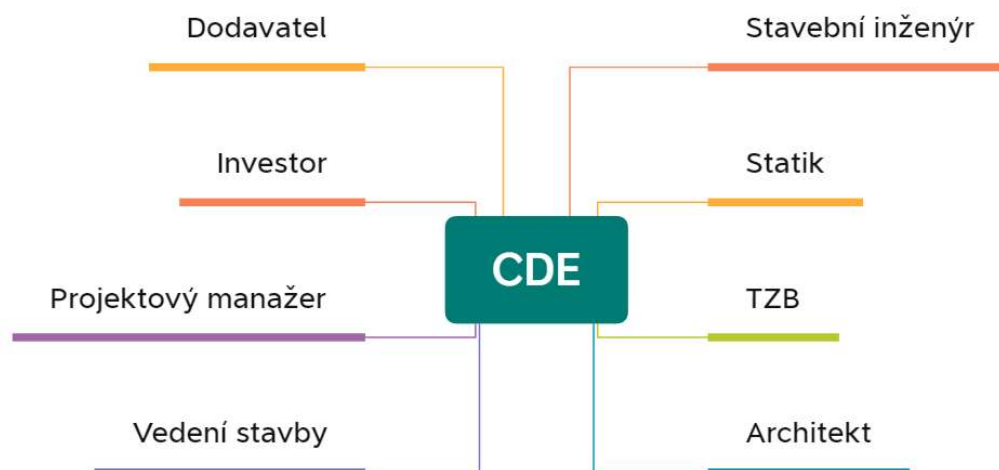 Dodavatel
Stavební inženýr
Investor
Statik
CDE
Projektový manažer
TZB
Vedení stavby
Architekt